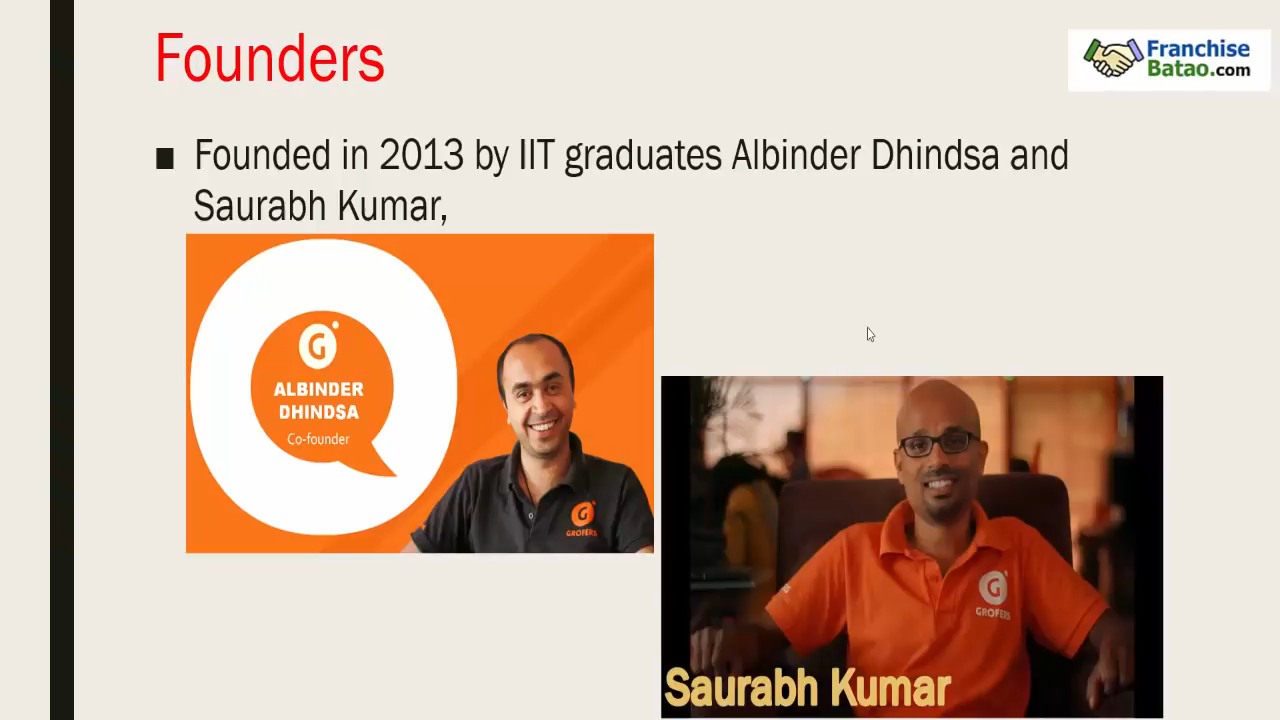 Founders
Franchise
Batao.com
■ Founded in 2013 by IIT graduates Albinder Dhindsa and
Saurabh Kumar,
G
ALBINDER
DHINDSA
Co-founder
G
GROFERS
G
GROFERS
Saurabh Kumar